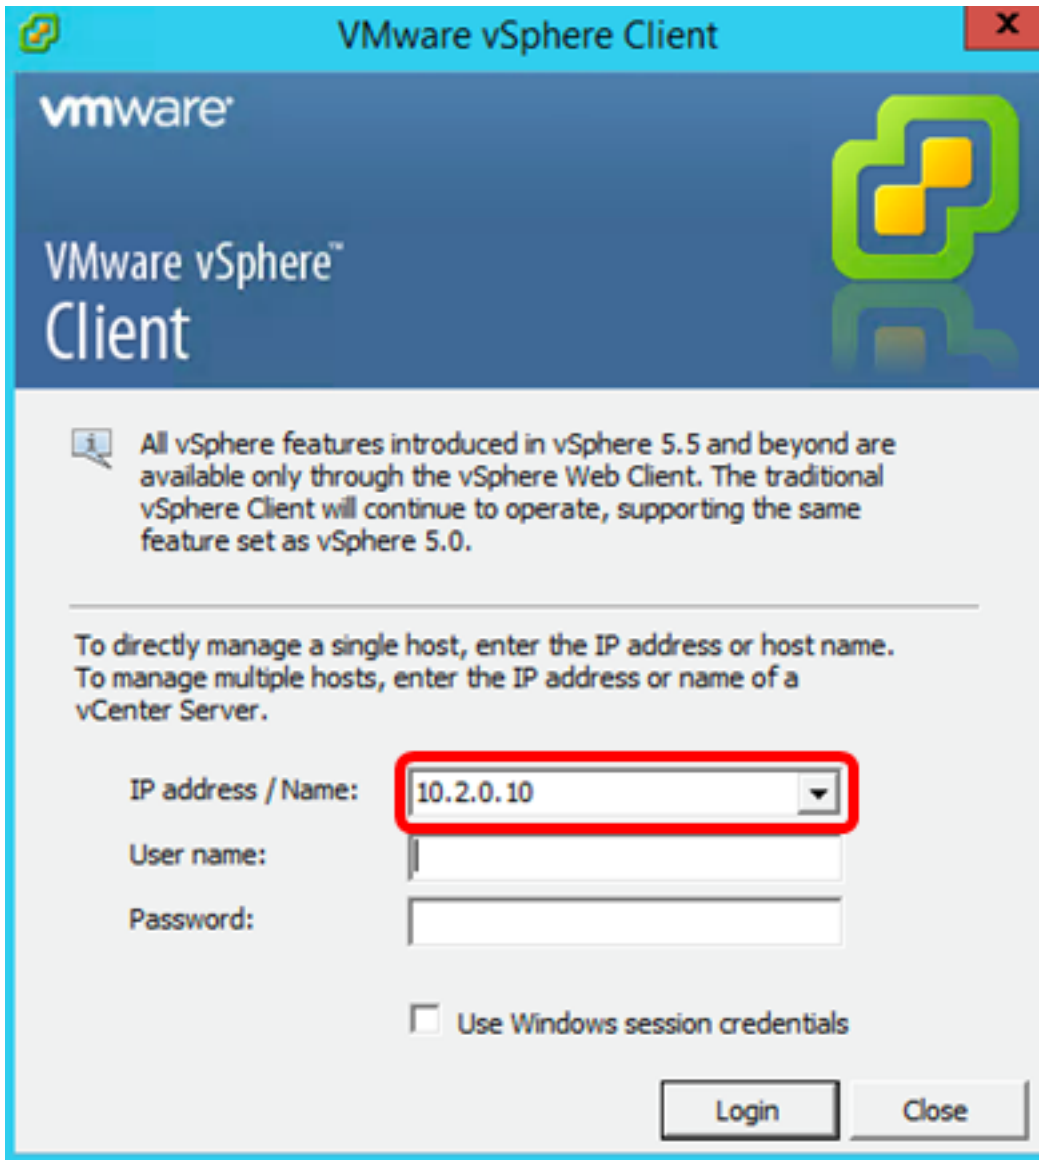 VMware vSphere Client
x
vmware
VMware vSphere™
Client
All vSphere features introduced in vSphere 5.5 and beyond are
available only through the vSphere Web Client. The traditional
vSphere Client will continue to operate, supporting the same
feature set as vSphere 5.0.
To directly manage a single host, enter the IP address or host name.
To manage multiple hosts, enter the IP address or name of a
vCenter Server.
IP address / Name: 10.2.0.10
User name:
Password:
Use Windows session credentials
Login Close